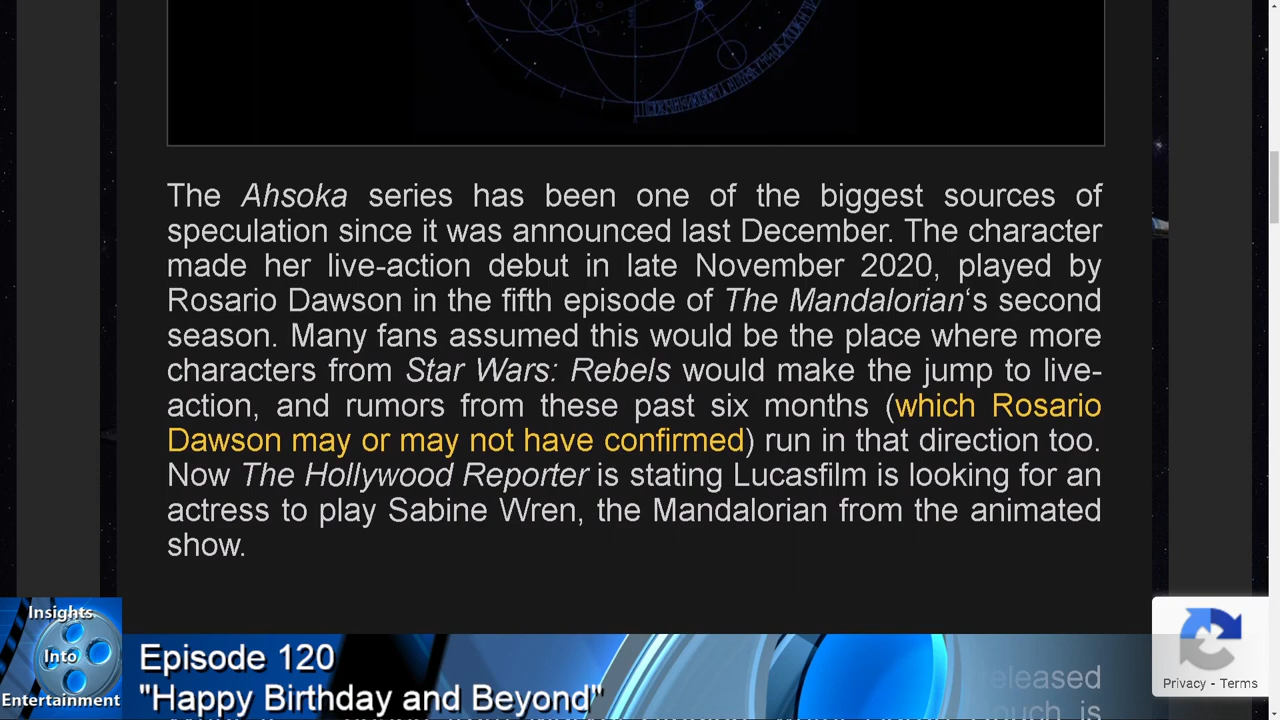 The Ahsoka series has been one of the biggest sources of
speculation since it was announced last December. The character
made her live-action debut in late November 2020, played by
Rosario Dawson in the fifth episode of The Mandalorian‘s second
season. Many fans assumed this would be the place where more
characters from Star Wars: Rebels would make the jump to live-
action, and rumors from these past six months (which Rosario
Dawson may or may not have confirmed) run in that direction too.
Now The Hollywood Reporter is stating Lucasfilm is looking for an
actress to play Sabine Wren, the Mandalorian from the animated
show.
Insights
Into
Entertainment
Episode 120
"Happy Birthday and Beyond"
Privacy - Terms